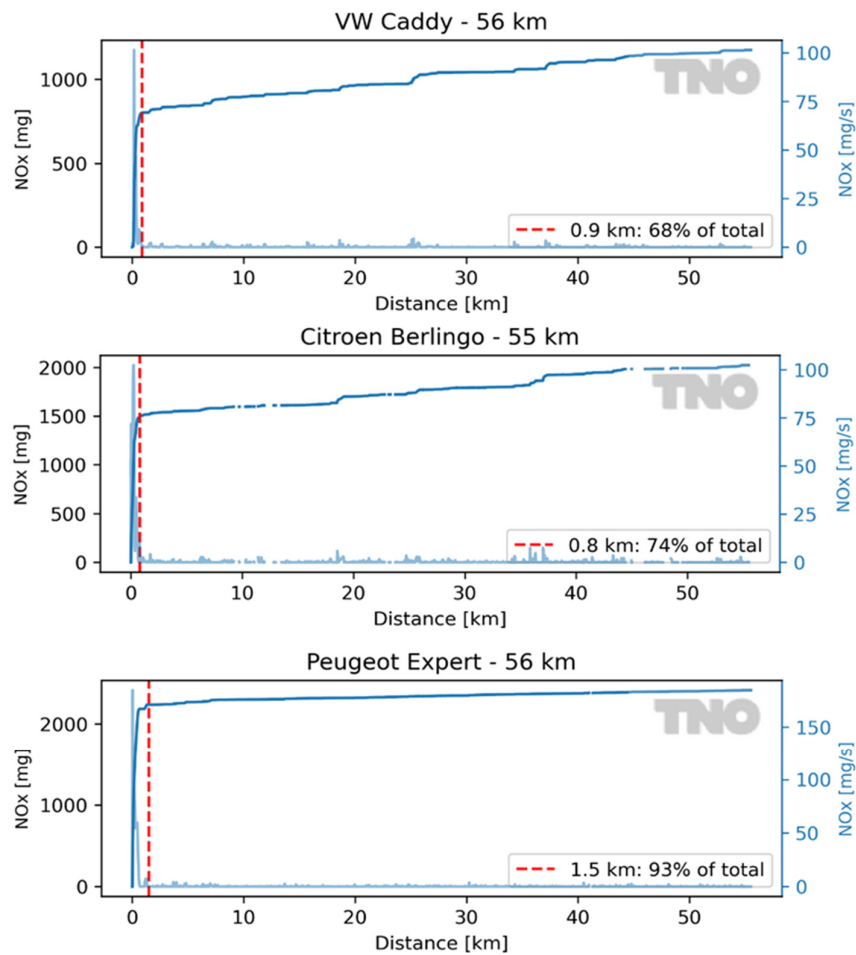 VW Caddy - 56 km
NOx [mg]
1000
500
0
100
75
50
25
0
NOx [mg/s]
TNO
0.9 km: 68% of total
0 10 20 30 40 50
Distance [km]
Citroen Berlingo - 55 km
NOx [mg]
2000
1500
1000
500
0
100
75
50
25
0
NOx [mg/s]
TNO
0.8 km: 74% of total
0 10 20 30 40 50
Distance [km]
Peugeot Expert - 56 km
NOx [mg]
2000
1000
0
150
100
50
0
NOx [mg/s]
TNO
1.5 km: 93% of total
0 10 20 30 40 50
Distance [km]